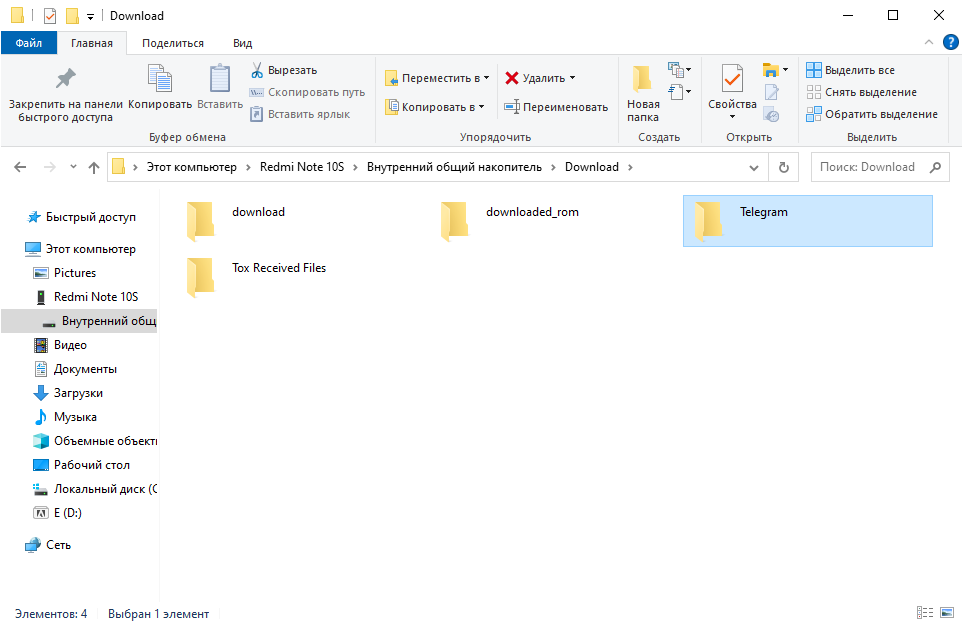 Download
Файл Главная Поделиться Вид
Закрепить на панели быстрого доступа
Копировать
Вставить
Вырезать
Скопировать путь
Вставить ярлык
Буфер обмена
Переместить в
Копировать в
Удалить
Переименовать
Упорядочить
Новая папка
Создать
Свойства
Открыть
Выделить все
Снять выделение
Обратить выделение
Выделить
Этот компьютер > Redmi Note 10S > Внутренний общий накопитель > Download >
Поиск: Download
Быстрый доступ
Этот компьютер
Pictures
Redmi Note 10S
Внутренний общ
Видео
Документы
Загрузки
Музыка
Объемные объект
Рабочий стол
Локальный диск (C
E (D:)
Сеть
download
downloaded_rom
Telegram
Tox Received Files
Элементов: 4 Выбран 1 элемент